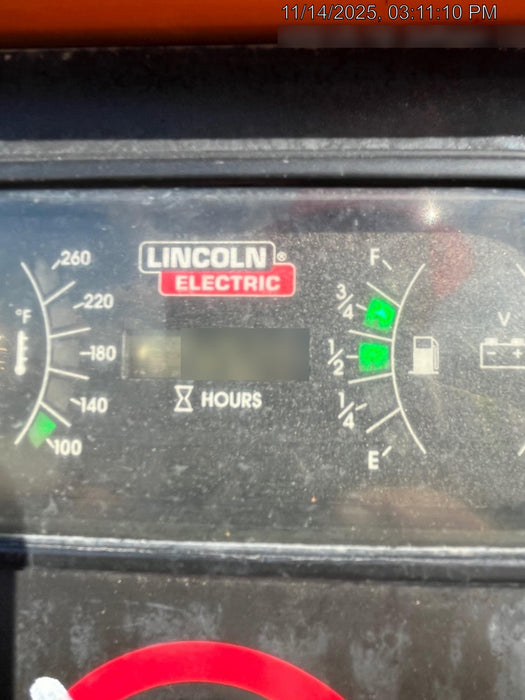 11/14/2025, 03:11:10 PM
LINCOLN®
ELECTRIC
°F
260
220
180
140
100
HOURS
F
3/4
1/2
1/4
E
V
- +